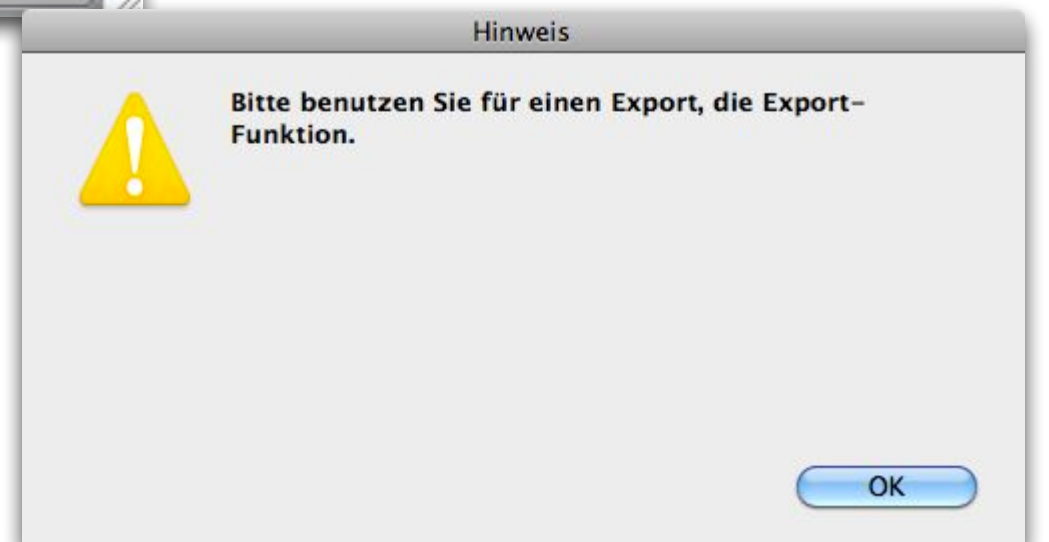 Hinweis
Bitte benutzen Sie für einen Export, die Export-
Funktion.
OK